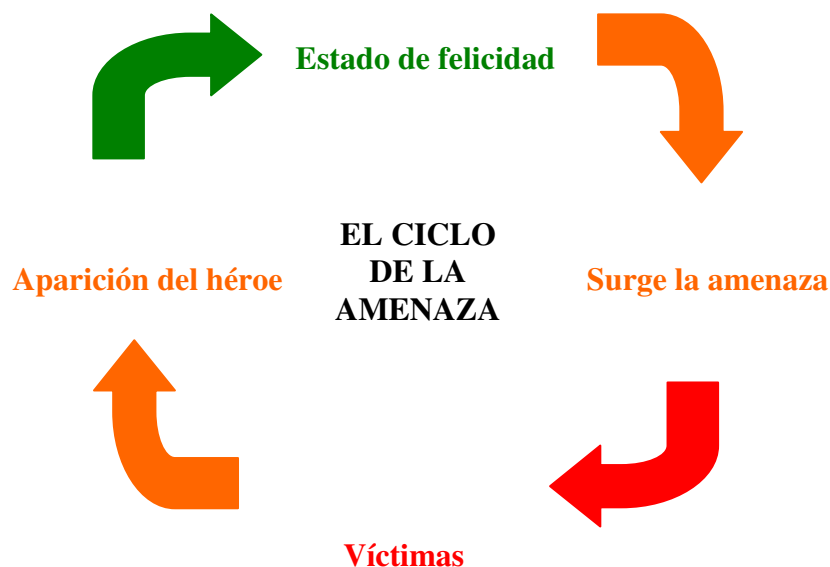 Estado de felicidad
EL CICLO
DE LA
AMENAZA
Aparición del héroe
Surge la amenaza
Víctimas